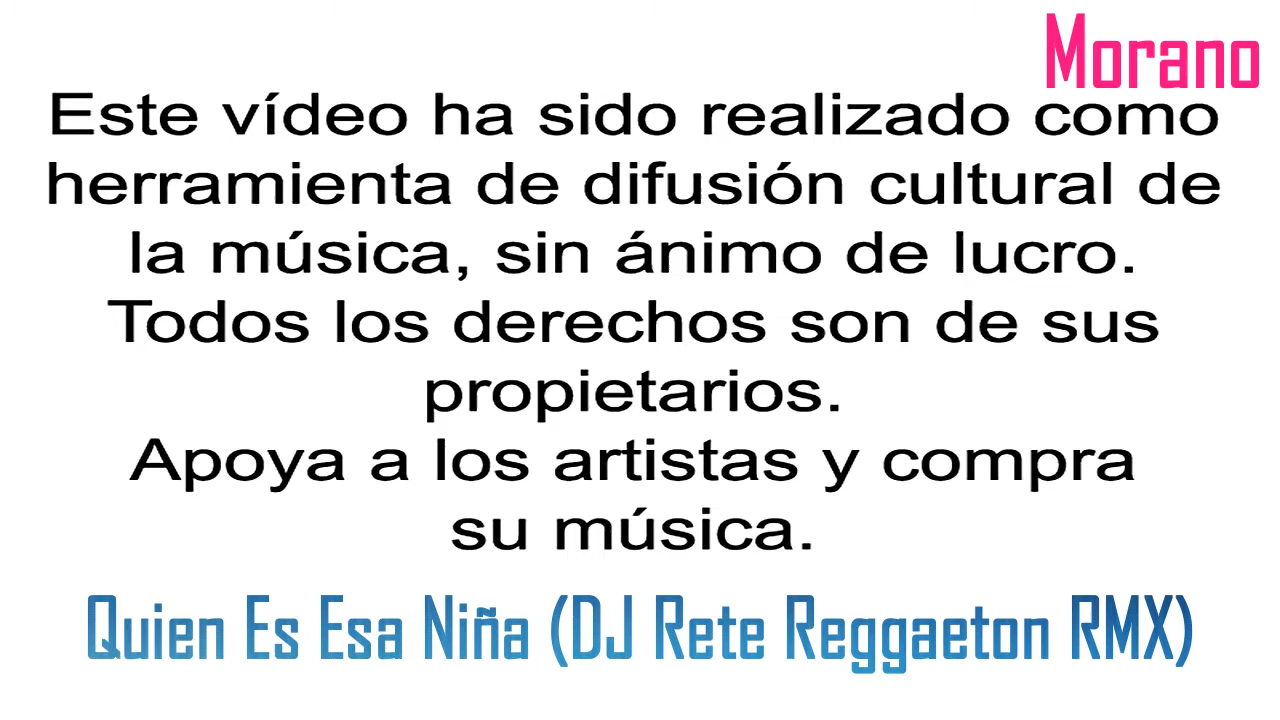 Morano
Este vídeo ha sido realizado como
herramienta de difusión cultural de
la música, sin ánimo de lucro.
Todos los derechos son de sus
propietarios.
Apoya a los artistas y compra
su música.
Quien Es Esa Niña (DJ Rete Reggaeton RMX)